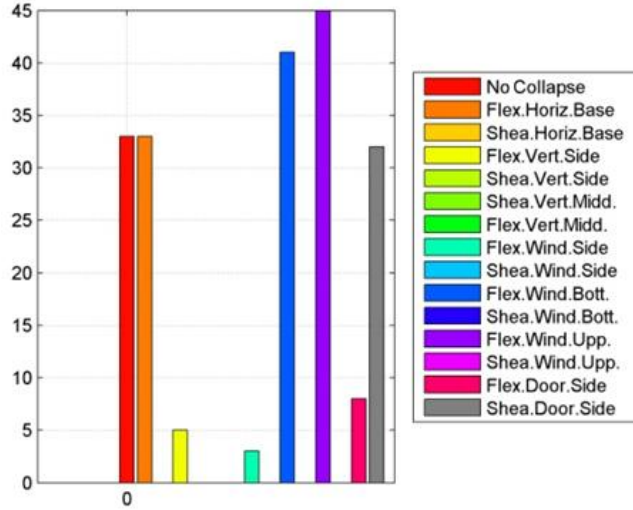 45
40
35
30
25
20
15
10
5
0
0
No Collapse
Flex.Horiz.Base
Shea.Horiz.Base
Flex.Vert.Side
Shea.Vert.Side
Shea.Vert.Midd.
Flex.Vert.Midd.
Flex.Wind.Side
Shea.Wind.Side
Flex.Wind.Bott.
Shea.Wind.Bott.
Flex.Wind.Upp.
Shea.Wind.Upp.
Flex.Door.Side
Shea.Door.Side